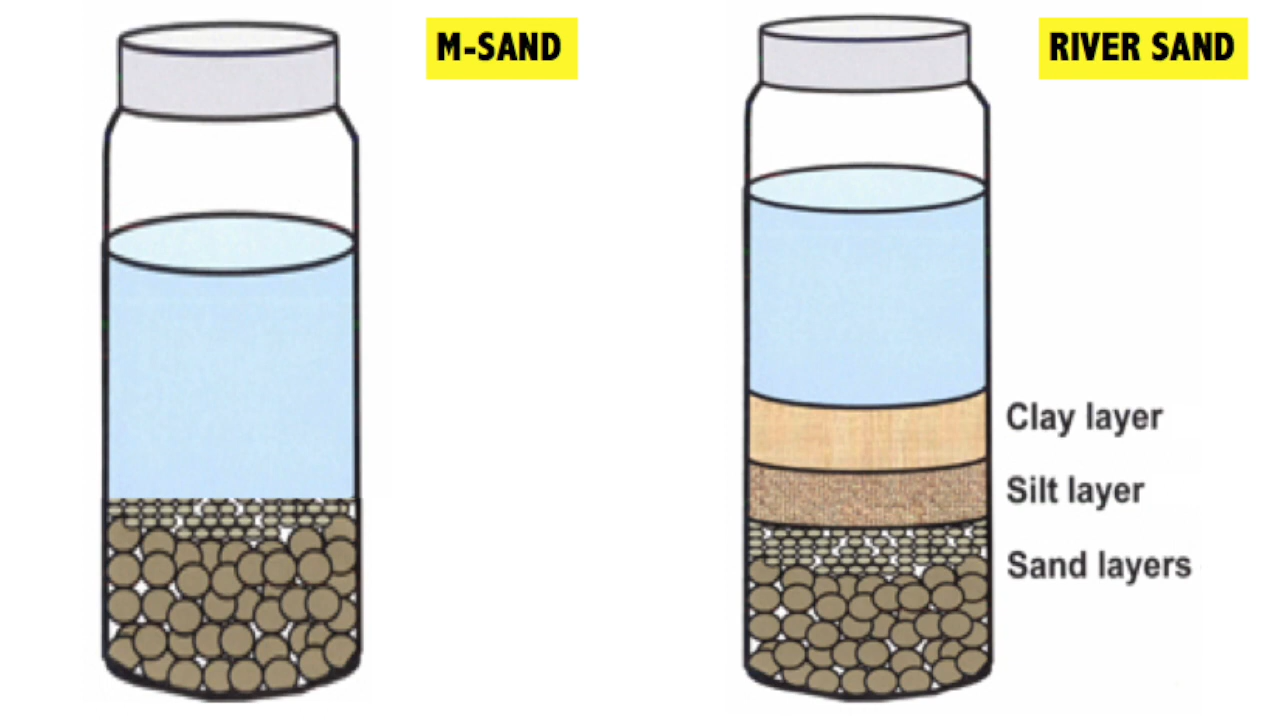 M-SAND
RIVER SAND
Clay layer
Silt layer
Sand layers